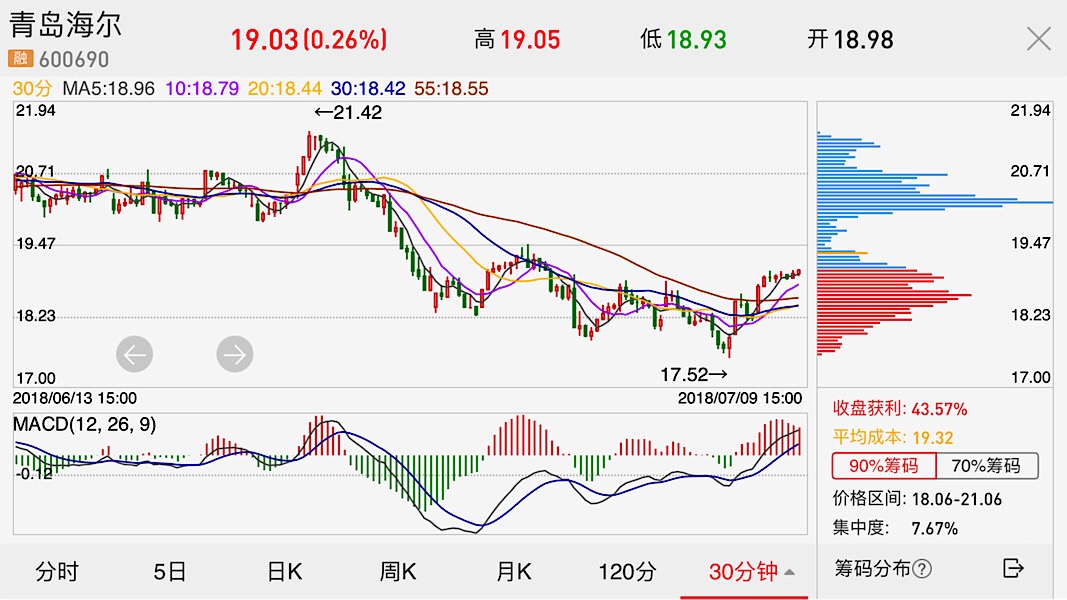 青岛海尔
融 600690
19.03(0.26%) 高19.05 低18.93 开18.98
30分 MA5:18.96 10:18.79 20:18.44 30:18.42 55:18.55
21.94
←21.42
20.71
19.47
18.23
17.52→
17.00
2018/06/13 15:00 2018/07/09 15:00
MACD(12, 26, 9)
-0.12
21.94
20.71
19.47
18.23
17.00
收盘获利: 43.57%
平均成本: 19.32
90%筹码 70%筹码
价格区间: 18.06-21.06
集中度: 7.67%
筹码分布?
分时 5日 日K 周K 月K 120分 30分钟